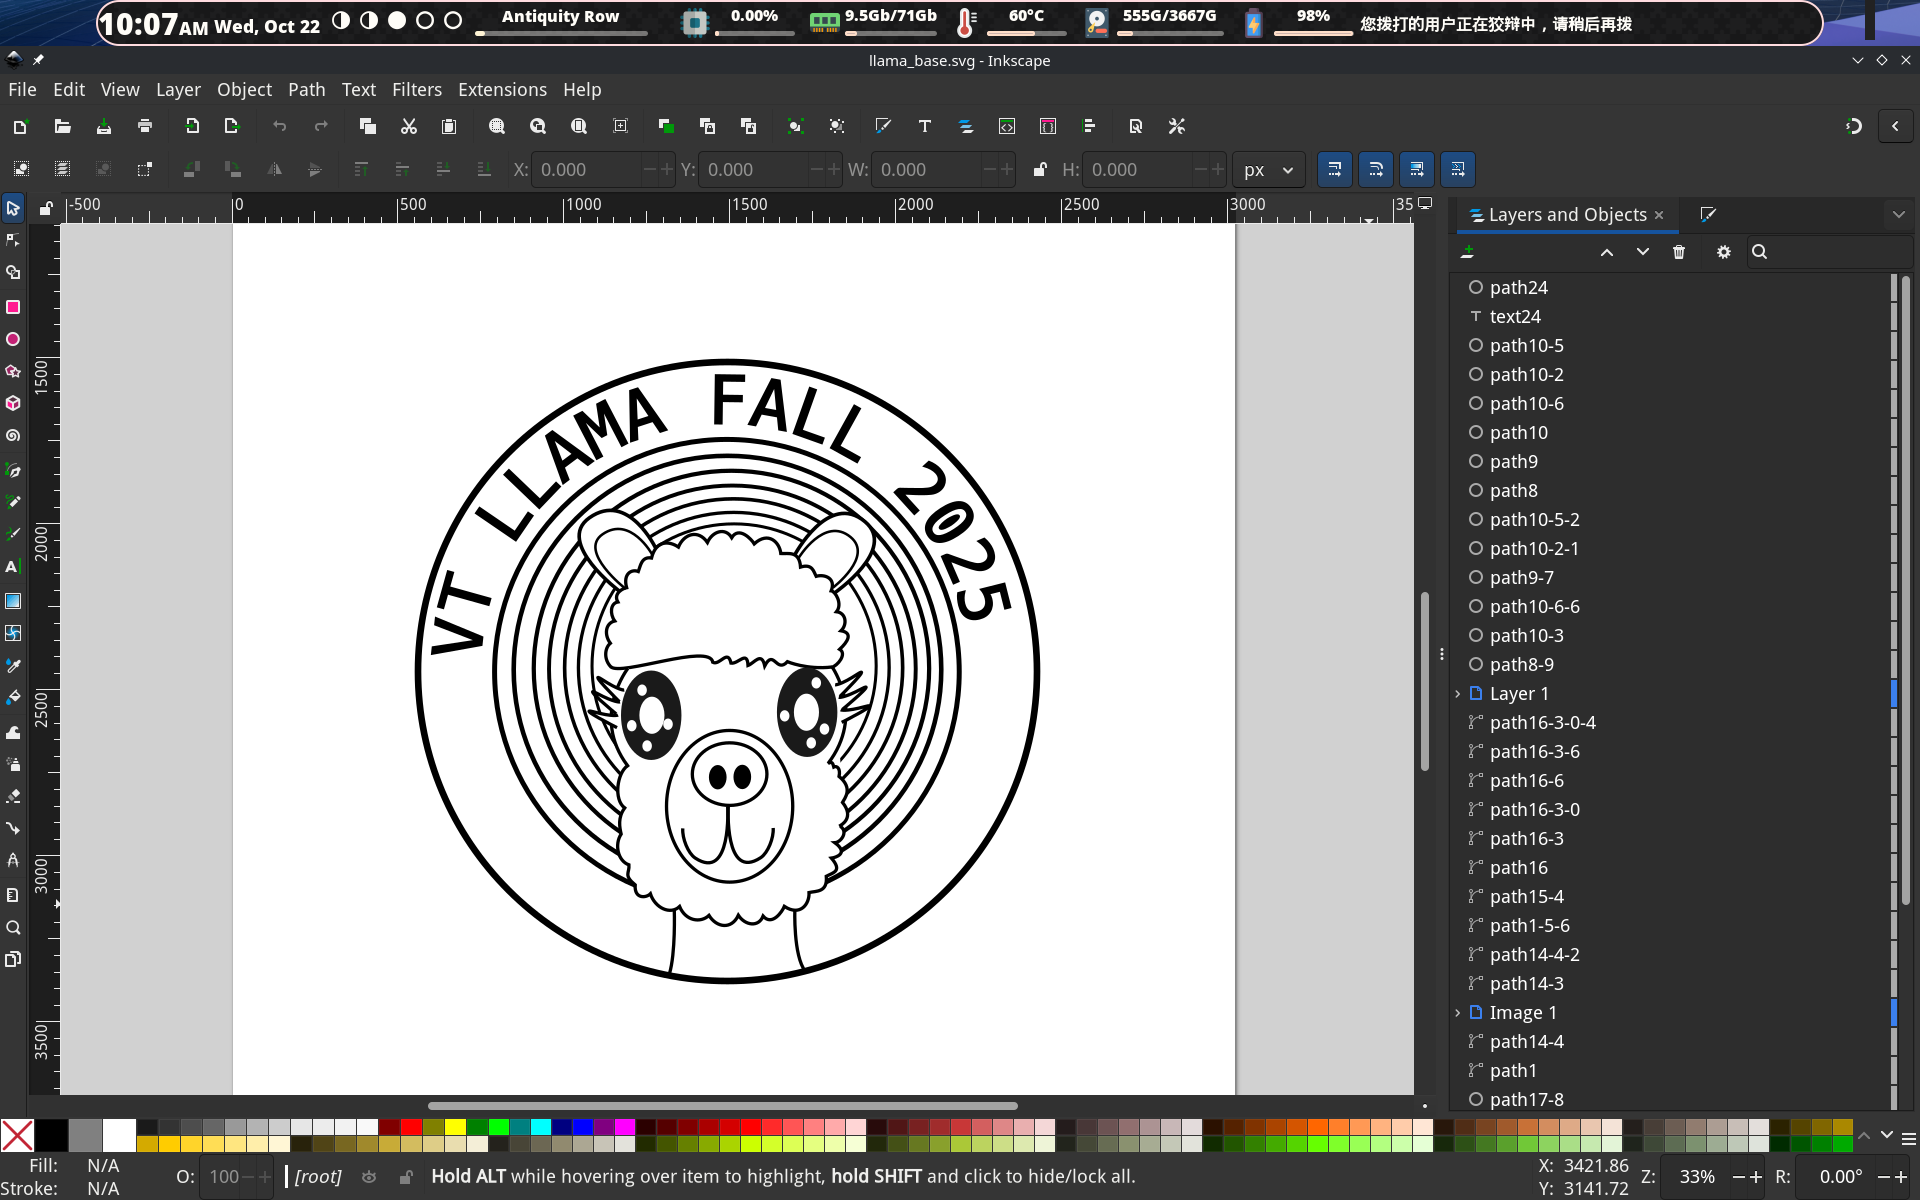 10:07AM Wed, Oct 22
Antiquity Row
0.00%
9.5Gb/71Gb
60°C
555G/3667G
98%
您拨打的用户正在狡辩中，请稍后再拨
llama_base.svg - Inkscape
File Edit View Layer Object Path Text Filters Extensions Help
X: 0.000 Y: 0.000 W: 0.000 H: 0.000 px
-500 0 500 1000 1500 2000 2500 3000 35
1500
2000
2500
3000
3500
VT LLAMA FALL 2025
Layers and Objects
path24
text24
path10-5
path10-2
path10-6
path10
path9
path8
path10-5-2
path10-2-1
path9-7
path10-6-6
path10-3
path8-9
Layer 1
path16-3-0-4
path16-3-6
path16-6
path16-3-0
path16-3
path16
path15-4
path1-5-6
path14-4-2
path14-3
Image 1
path14-4
path1
path17-8
Fill: N/A
Stroke: N/A
O: 100
[root]
Hold ALT while hovering over item to highlight, hold SHIFT and click to hide/lock all.
X: 3421.86
Y: 3141.72
Z: 33%
R: 0.00°